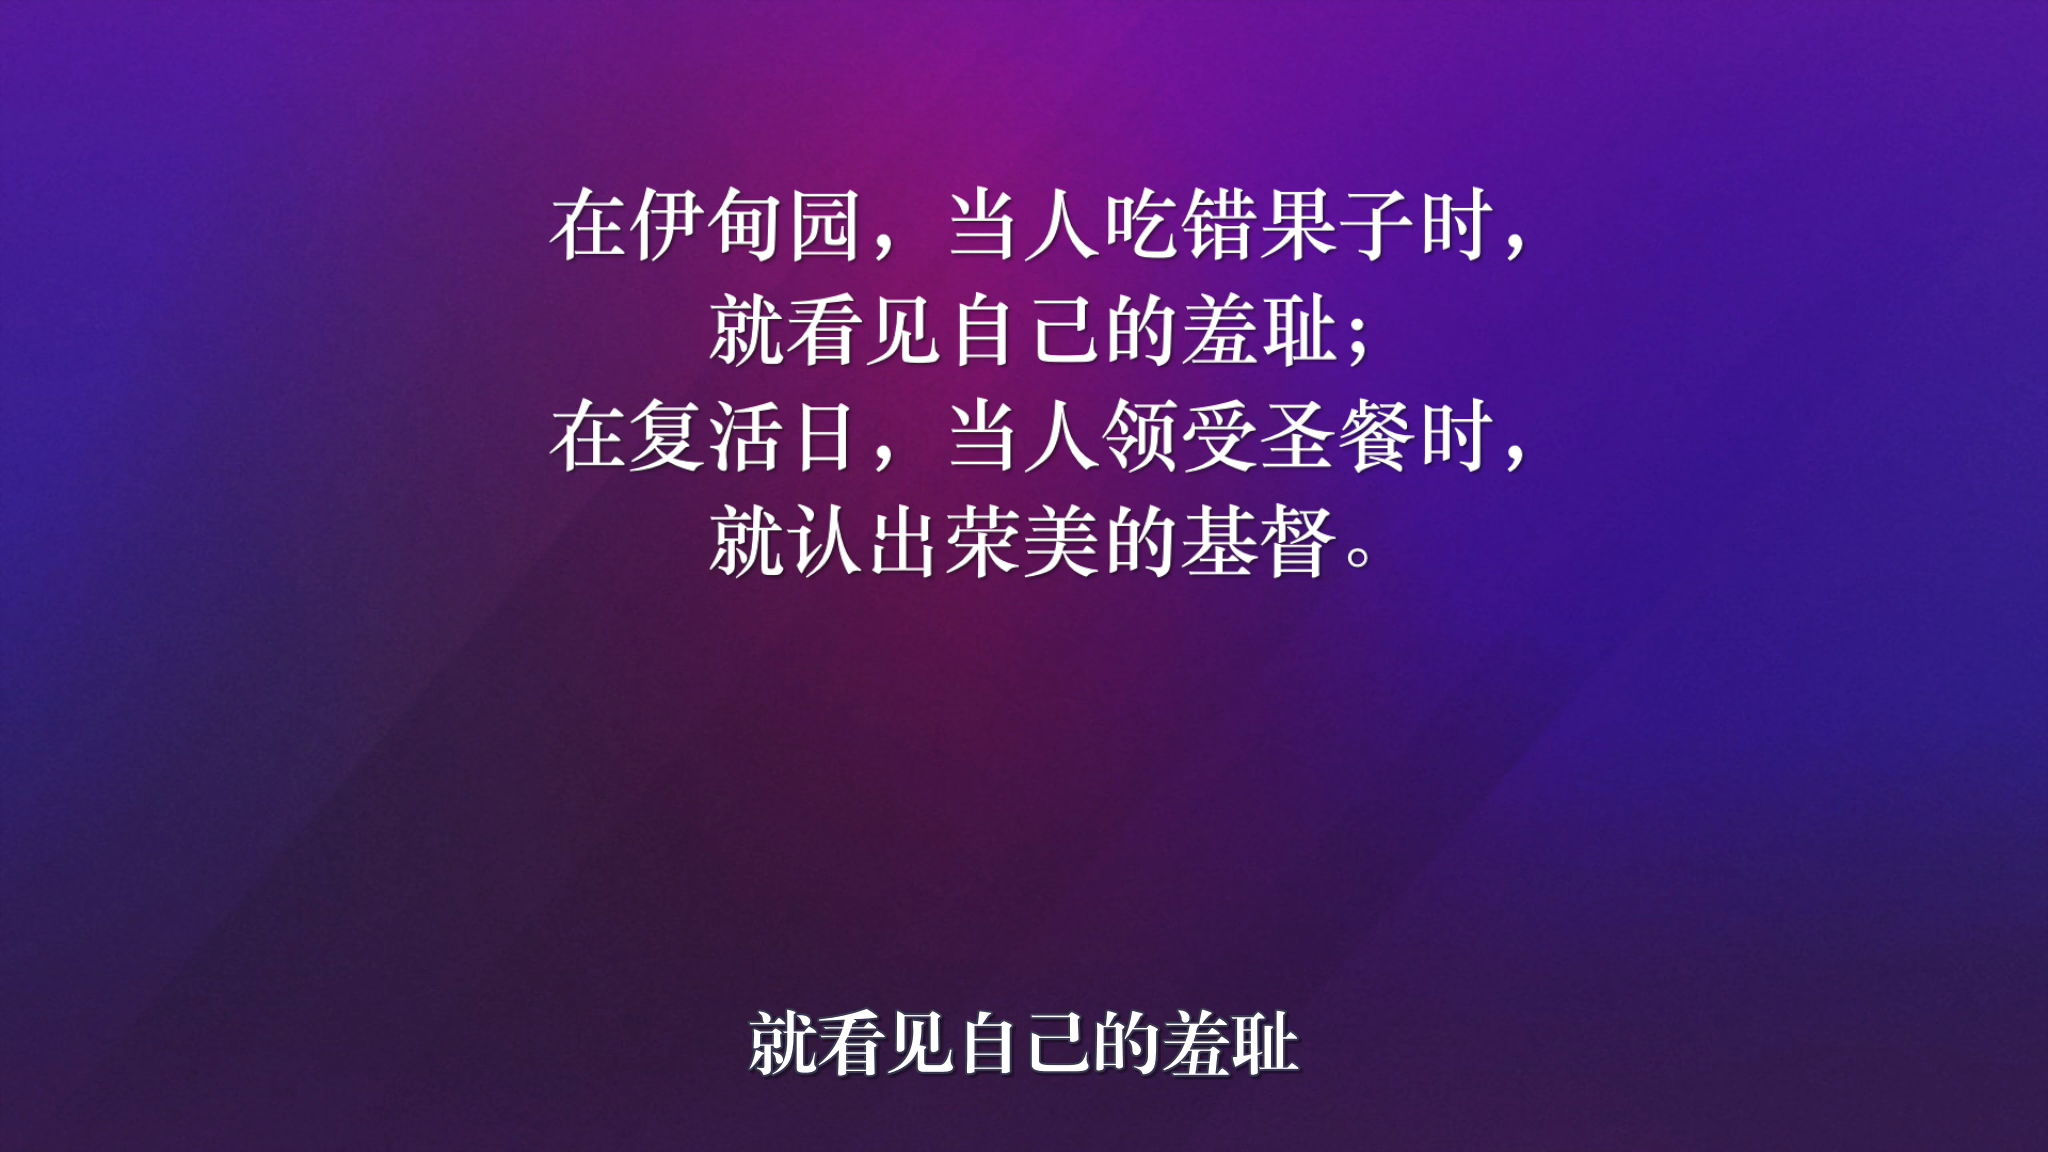 在伊甸园，当人吃错果子时，
就看见自己的羞耻；
在复活日，当人领受圣餐时，
就认出荣美的基督。
就看见自己的羞耻